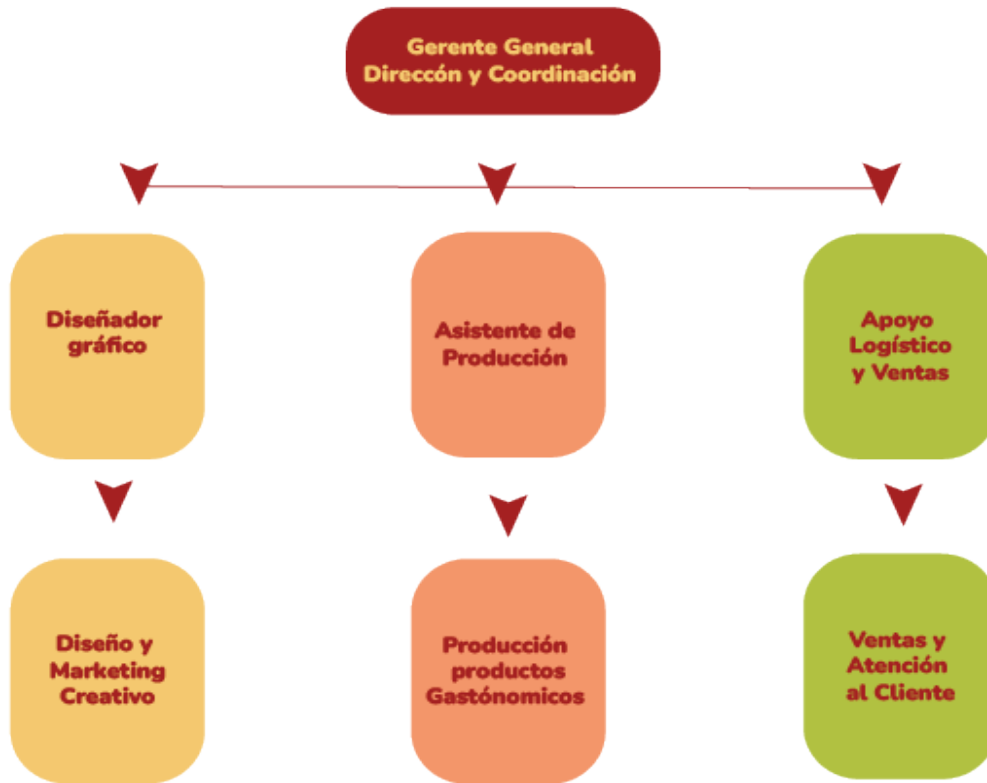 Gerente General
Direccón y Coordinación
Diseñador
gráfico
Asistente de
Producción
Apoyo
Logístico
y Ventas
Diseño y
Marketing
Creativo
Producción
productos
Gastónomicos
Ventas y
Atención
al Cliente